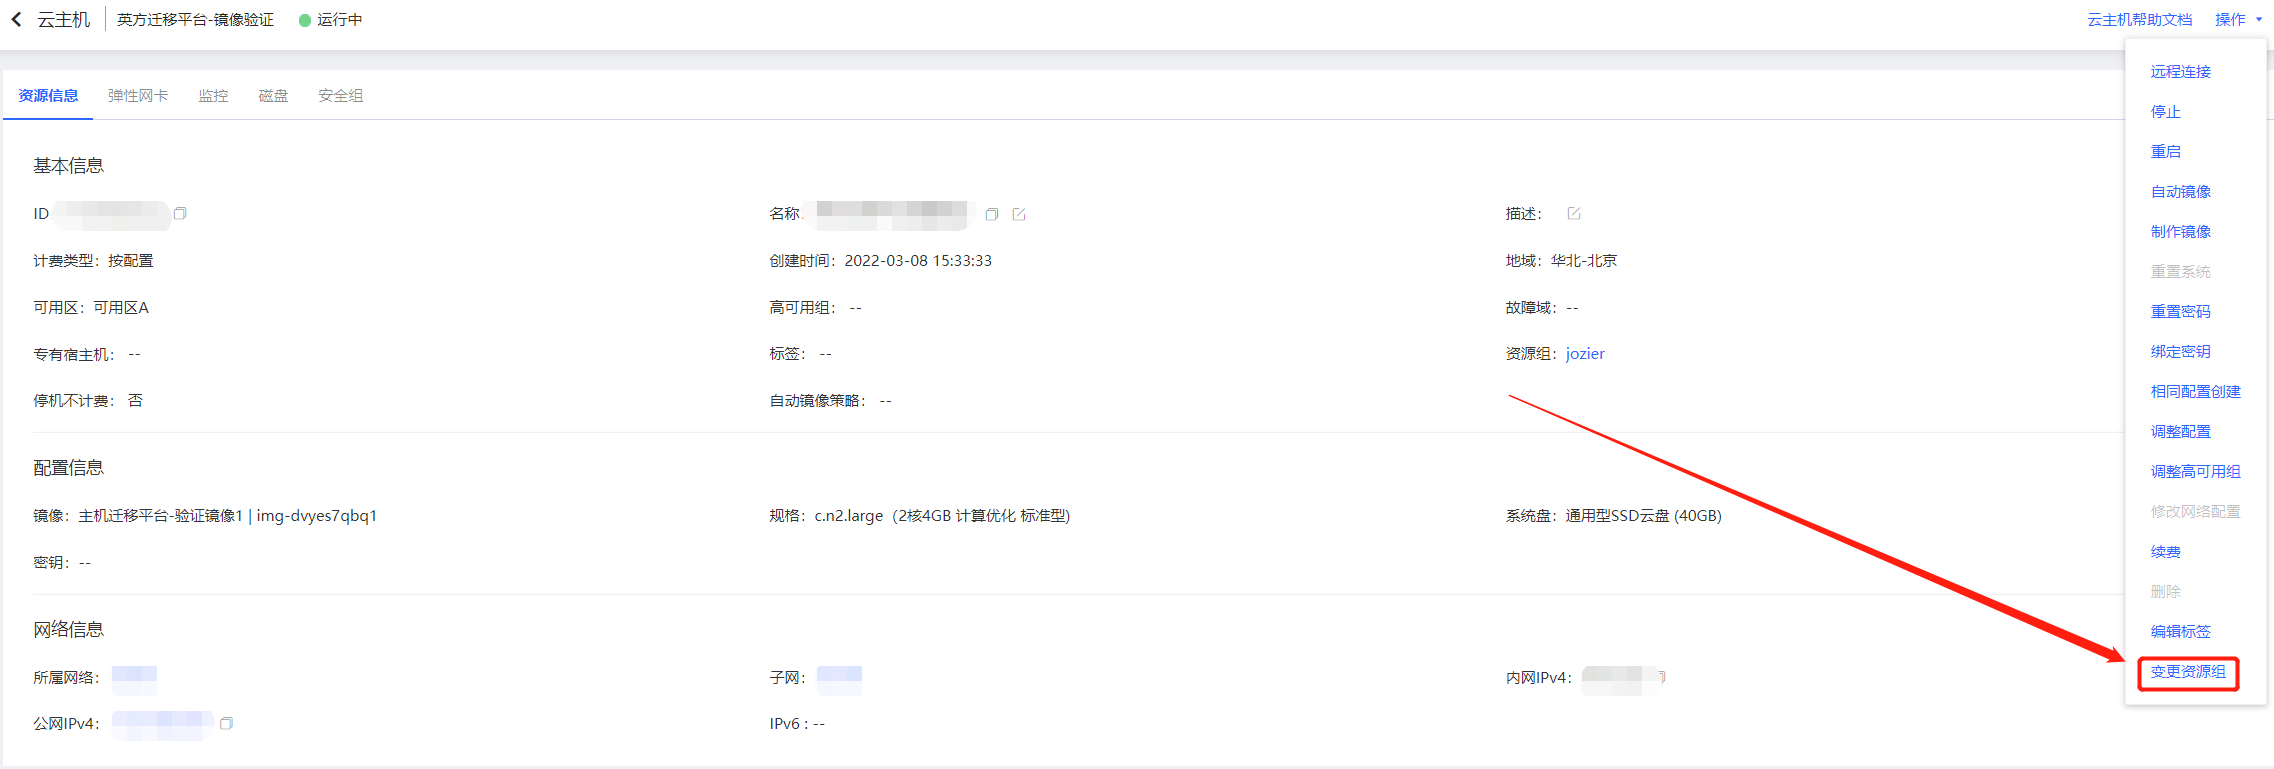 云主机 英方迁移平台-镜像验证 运行中 云主机帮助文档 操作
远程连接
资源信息 弹性网卡 监控 磁盘 安全组
停止
重启
基本信息
自动镜像
ID 名称: 描述:
制作镜像
计费类型: 按配置 创建时间: 2022-03-08 15:33:33 地域: 华北-北京
重置系统
可用区: 可用区A 高可用组: -- 故障域: --
重置密码
专有宿主机: -- 标签: -- 资源组: jozier
绑定密钥
相同配置创建
停机不计费: 否 自动镜像策略: --
调整配置
配置信息
调整高可用组
镜像: 主机迁移平台-验证镜像1 | img-dvyes7qbq1 规格: c.n2.large (2核4GB 计算优化 标准型) 系统盘: 通用型SSD云盘 (40GB)
修改网络配置
密钥: --
续费
删除
网络信息
编辑标签
所属网络: 子网: 内网IPv4:
变更资源组
公网IPv4: IPv6 : --